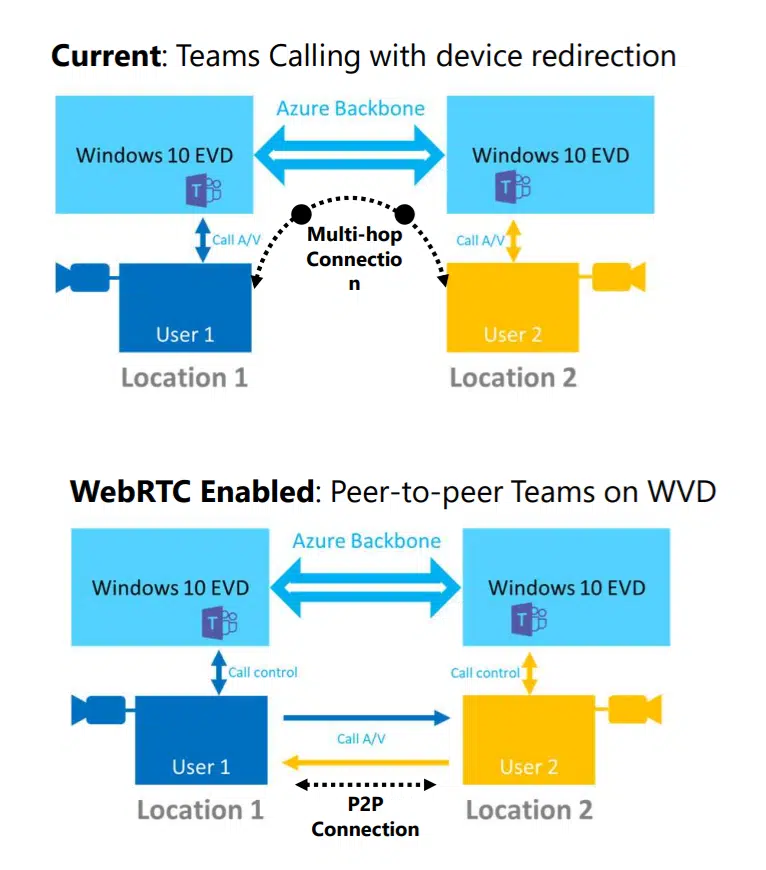 Current: Teams Calling with device redirection
Azure Backbone
Windows 10 EVD
Windows 10 EVD
T
T
Call A/V
Multi-hop
Connectio
n
Call A/V
User 1
User 2
Location 1
Location 2
WebRTC Enabled: Peer-to-peer Teams on WVD
Azure Backbone
Windows 10 EVD
Windows 10 EVD
T
T
Call control
Call control
Call A/V
User 1
User 2
P2P
Connection
Location 1
Location 2